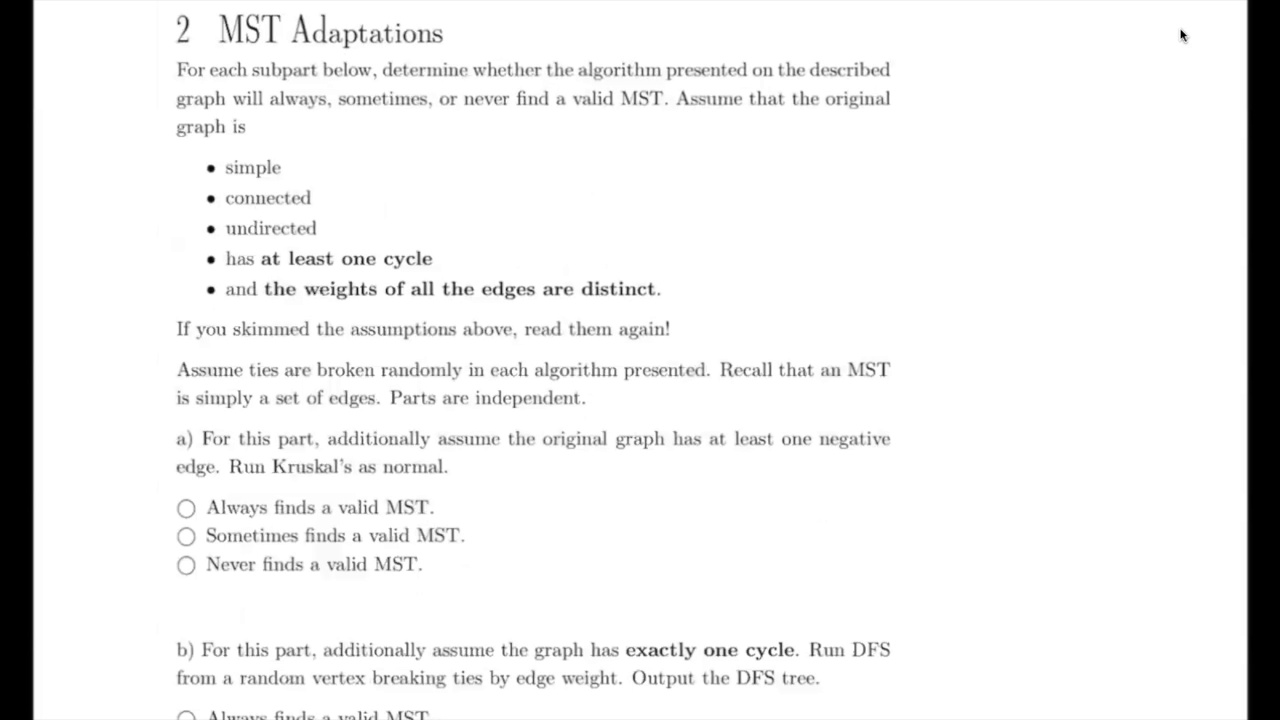 2 MST Adaptations
For each subpart below, determine whether the algorithm presented on the described
graph will always, sometimes, or never find a valid MST. Assume that the original
graph is
• simple
• connected
• undirected
• has at least one cycle
• and the weights of all the edges are distinct.
If you skimmed the assumptions above, read them again!
Assume ties are broken randomly in each algorithm presented. Recall that an MST
is simply a set of edges. Parts are independent.
a) For this part, additionally assume the original graph has at least one negative
edge. Run Kruskal's as normal.
Always finds a valid MST.
Sometimes finds a valid MST.
Never finds a valid MST.
b) For this part, additionally assume the graph has exactly one cycle. Run DFS
from a random vertex breaking ties by edge weight. Output the DFS tree.
Always finds a valid MST.